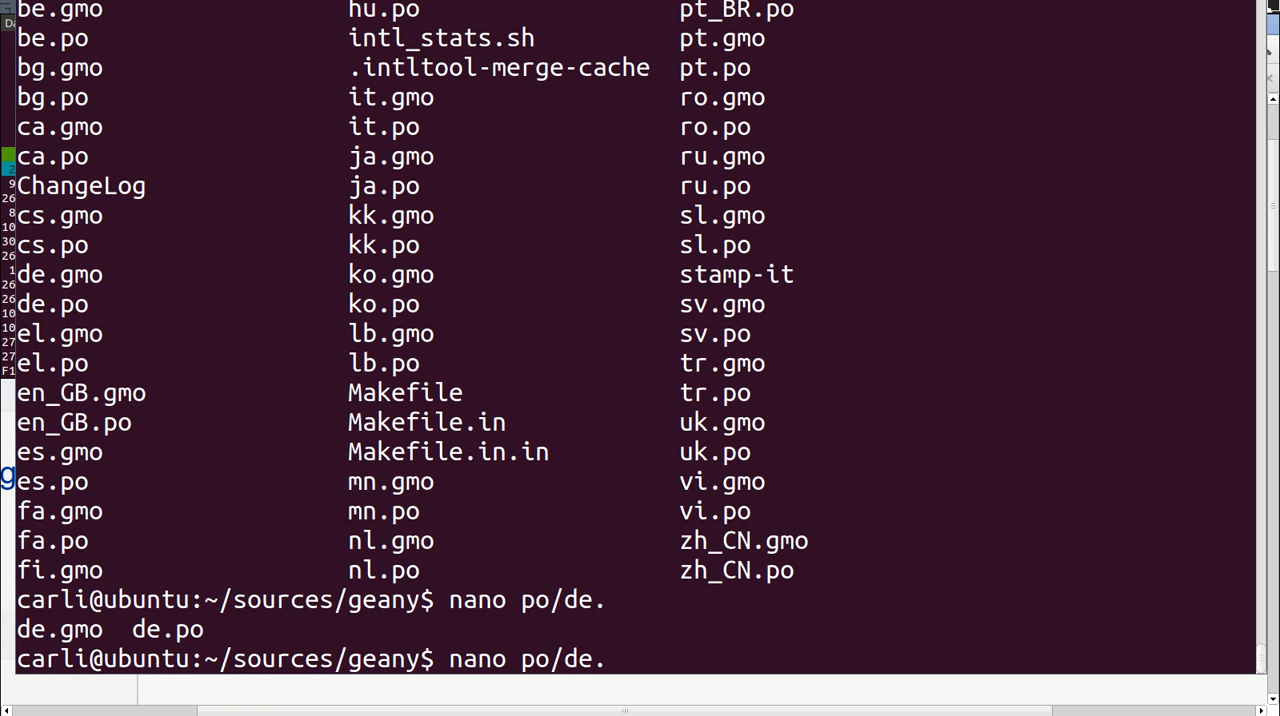 be.gmo hu.po pt_BR.po
be.po intl_stats.sh pt.gmo
bg.gmo .intltool-merge-cache pt.po
bg.po it.gmo ro.gmo
ca.gmo it.po ro.po
ca.po ja.gmo ru.gmo
ChangeLog ja.po ru.po
cs.gmo kk.gmo sl.gmo
cs.po kk.po sl.po
de.gmo ko.gmo stamp-it
de.po ko.po sv.gmo
el.gmo lb.gmo sv.po
el.po lb.po tr.gmo
en_GB.gmo Makefile tr.po
en_GB.po Makefile.in uk.gmo
es.gmo Makefile.in.in uk.po
es.po mn.gmo vi.gmo
fa.gmo mn.po vi.po
fa.po nl.gmo zh_CN.gmo
fi.gmo nl.po zh_CN.po
carli@ubuntu:~/sources/geany$ nano po/de.
de.gmo de.po
carli@ubuntu:~/sources/geany$ nano po/de.